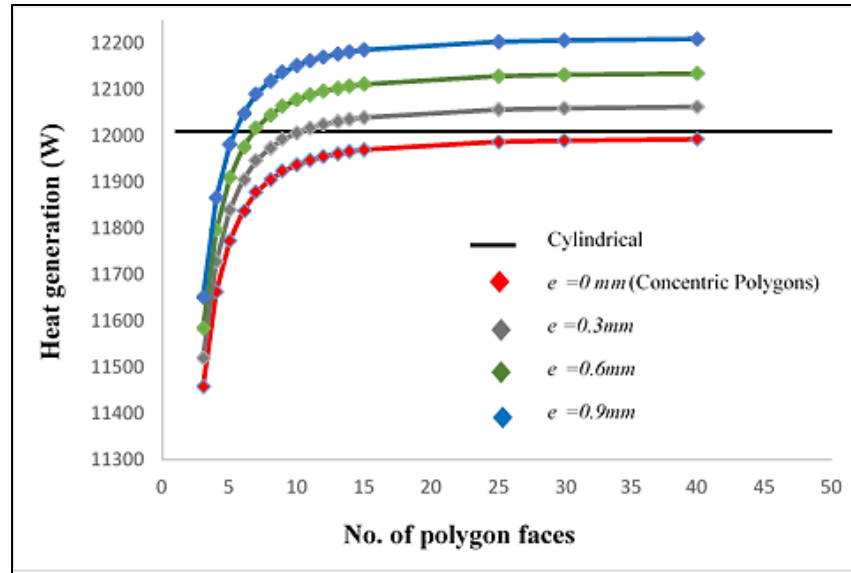 Heat generation (W)
12200
12100
12000
11900
11800
11700
11600
11500
11400
11300
0 5 10 15 20 25 30 35 40 45 50
No. of polygon faces
Cylindrical
e =0 mm (Concentric Polygons)
e =0.3mm
e =0.6mm
e =0.9mm